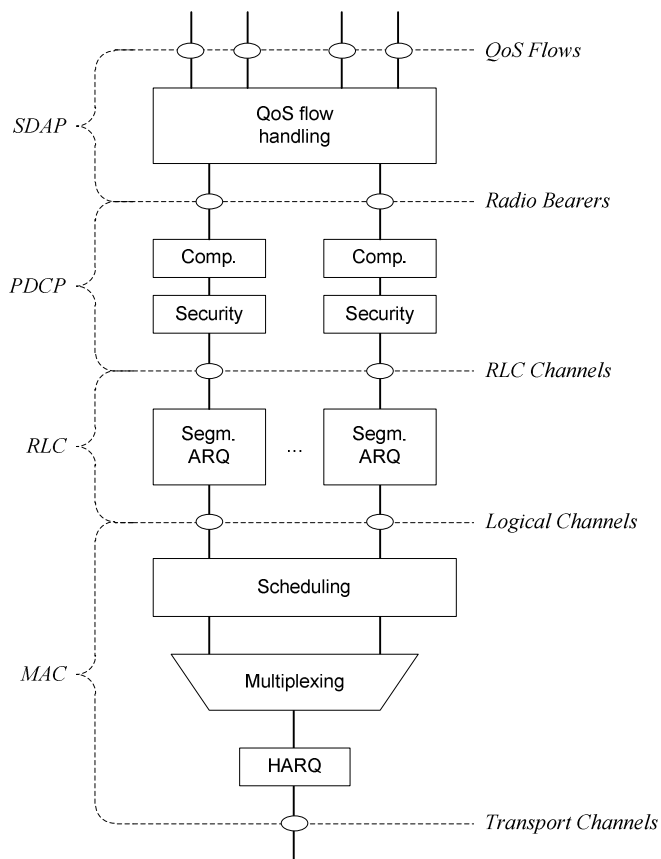 QoS Flows
SDAP
QoS flow
handling
Radio Bearers
Comp.
Comp.
PDCP
Security
Security
RLC Channels
RLC
Segm.
ARQ
...
Segm.
ARQ
Logical Channels
Scheduling
MAC
Multiplexing
HARQ
Transport Channels